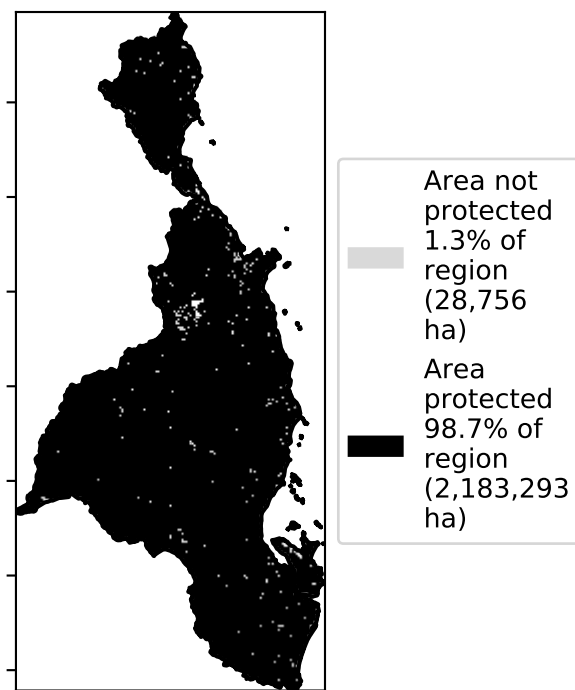 Area not
protected
1.3% of
region
(28,756
ha)
Area
protected
98.7% of
region
(2,183,293
ha)